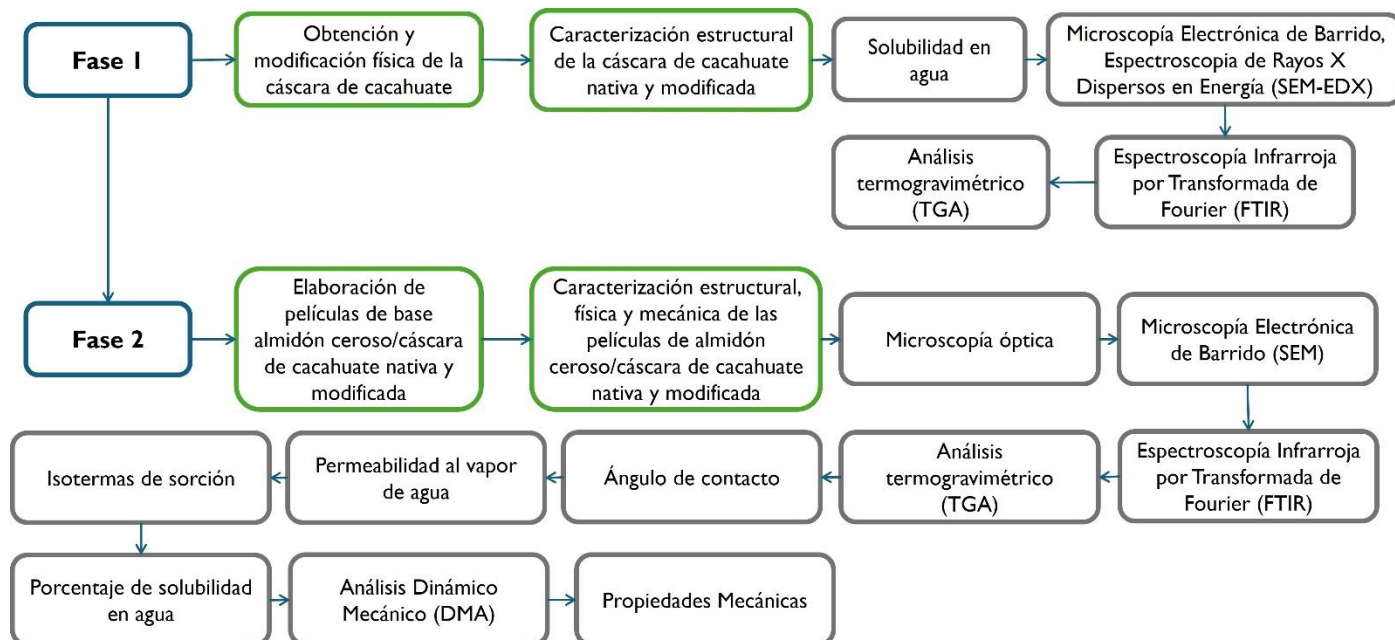 Fase 1
Obtención y
modificación física de la
cáscara de cacahuate
Caracterización estructural
de la cáscara de cacahuate
nativa y modificada
Solubilidad en
agua
Microscopía Electrónica de Barrido,
Espectroscopia de Rayos X
Dispersos en Energía (SEM-EDX)
Espectroscopía Infrarroja
por Transformada de
Fourier (FTIR)
Análisis
termogravimétrico
(TGA)
Fase 2
Elaboración de
películas de base
almidón ceroso/cáscara
de cacahuate nativa y
modificada
Caracterización estructural,
física y mecánica de las
películas de almidón
ceroso/cáscara de cacahuate
nativa y modificada
Microscopía óptica
Microscopía Electrónica
de Barrido (SEM)
Espectroscopía Infrarroja
por Transformada de
Fourier (FTIR)
Análisis
termogravimétrico
(TGA)
Ángulo de contacto
Permeabilidad al vapor
de agua
Isotermas de sorción
Porcentaje de solubilidad
en agua
Análisis Dinámico
Mecánico (DMA)
Propiedades Mecánicas